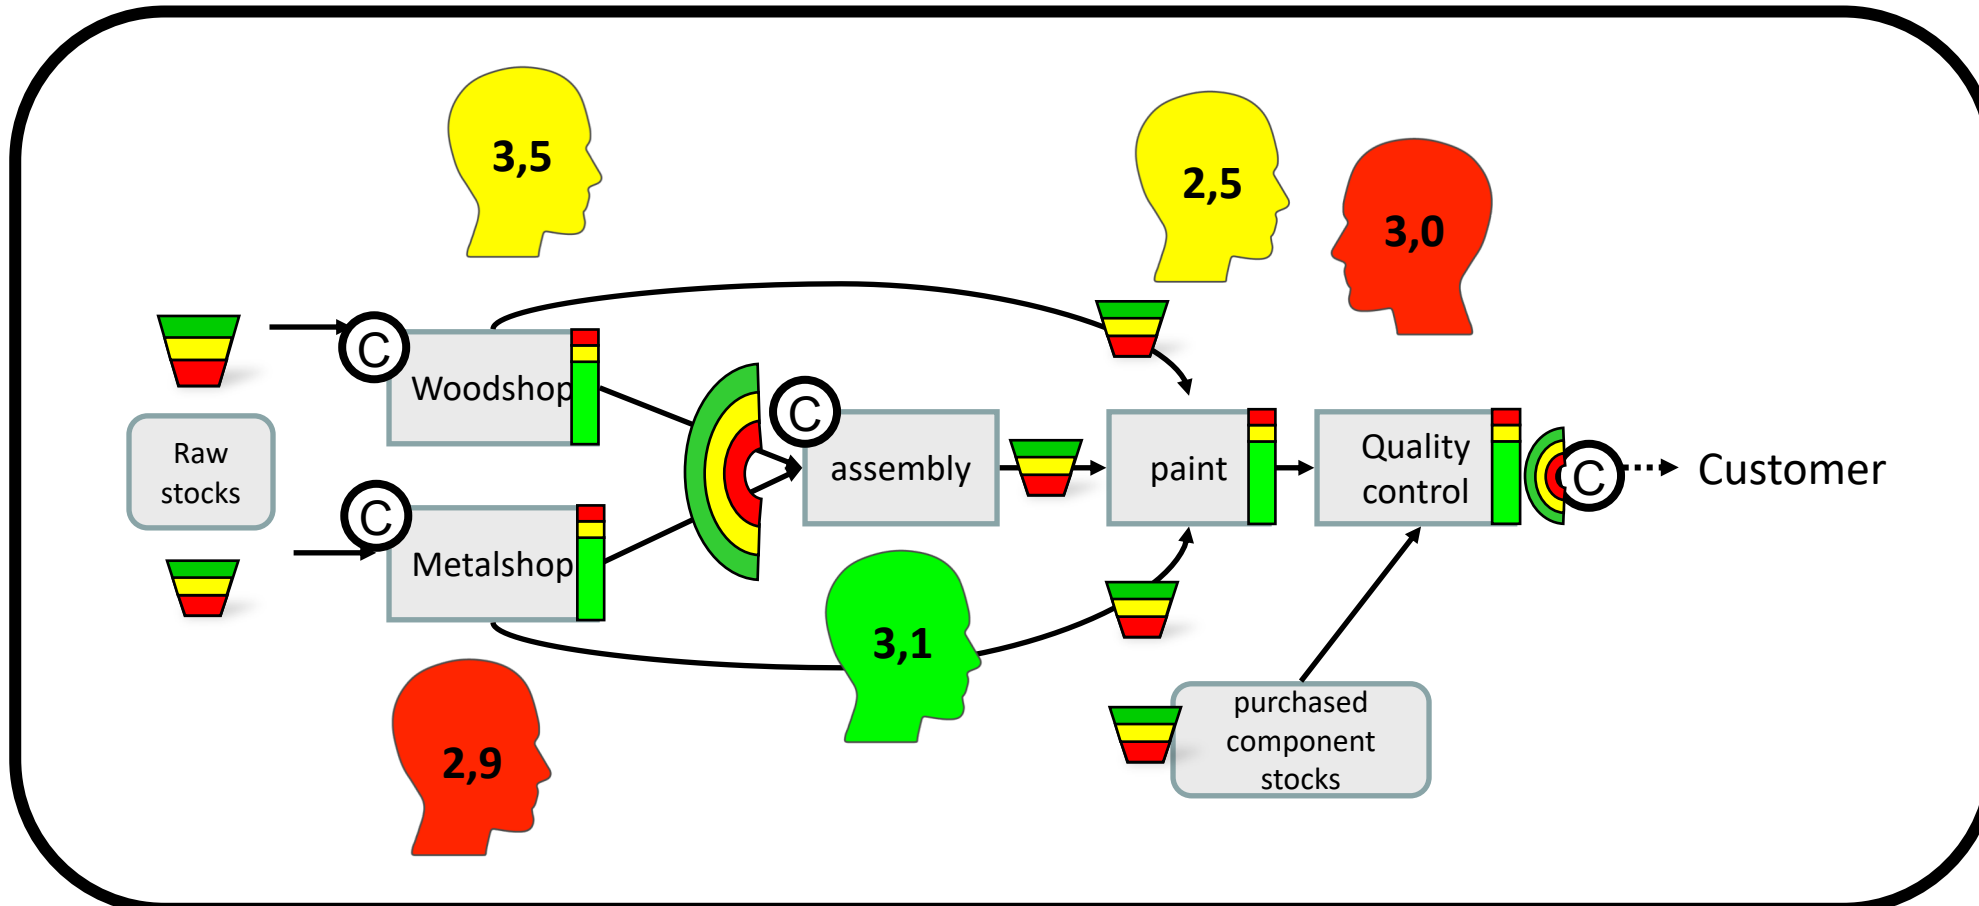 3,5
2,5
3,0
C
Woodshop
Raw
stocks
C
Metalshop
C
assembly
paint
Quality
control
C
Customer
3,1
2,9
purchased
component
stocks